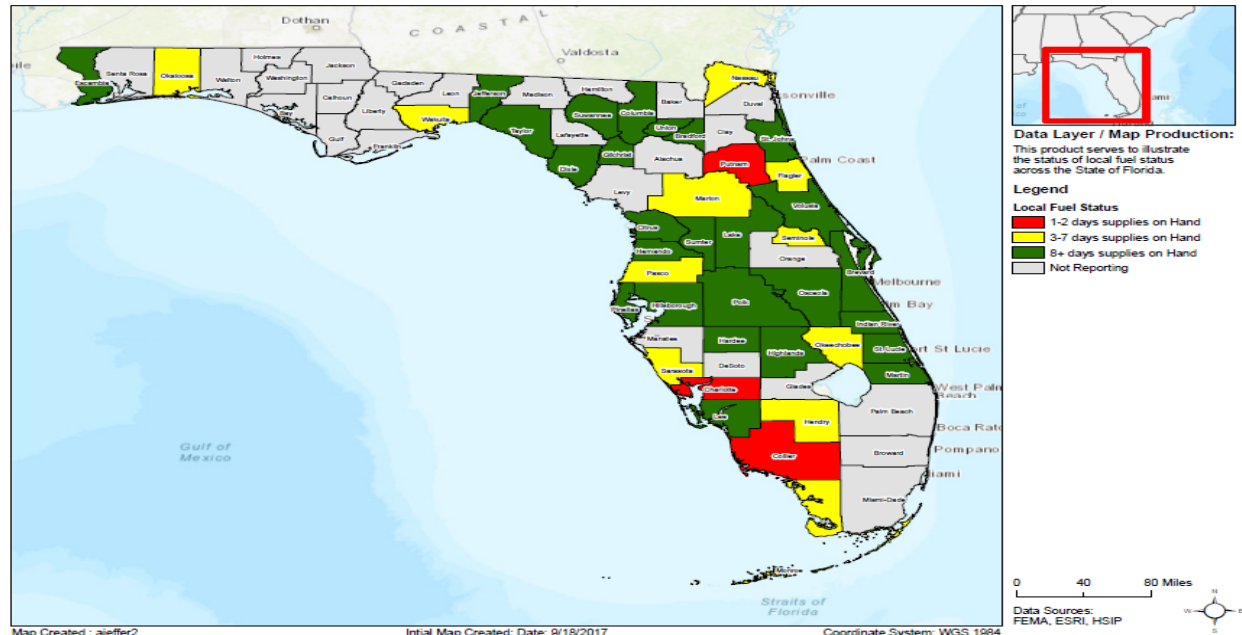 Dothan
COASTAL
Valdosta
Holmes
Jackson
Santa Rosa
Okaloosa
Walton
Washington
Gadsden
Escambia
Calhoun
Leon
Jefferson
Madison
Hamilton
Nassau
Baker
Duval
sonville
Bay
Liberty
Wakulla
Suwannee
Columbia
Gulf
Franklin
Taylor
Lafayette
Union
Bradford
Clay
St Johns
Dixie
Gilchrist
Alachua
Putnam
Palm Coast
Flagler
Levy
Marion
Volusia
Citrus
Sumter
Lake
Seminole
Hernando
Orange
Pasco
Brevard
Melbourne
Pinellas
Hillsborough
Polk
Osceola
lm Bay
Indian River
Manatee
Hardee
Highlands
Okeechobee
St Lucie
ort St Lucie
Sarasota
DeSoto
Martin
Charlotte
Glades
West Palm
Beach
Lee
Hendry
Palm Beach
Boca Rato
Collier
Broward
Pompano
iami
Miami-Dade
Monroe
Gulf of
Mexico
Straits of
Florida
Map Created : ajeffer2
Intial Map Created: Date: 9/18/2017
Coordinate System: WGS 1984
ami
Data Layer / Map Production:
This product serves to illustrate
the status of local fuel status
across the State of Florida.
Legend
Local Fuel Status
1-2 days supplies on Hand
3-7 days supplies on Hand
8+ days supplies on Hand
Not Reporting
0 40 80 Miles
Data Sources:
FEMA, ESRI, HSIP
N
W
E
S